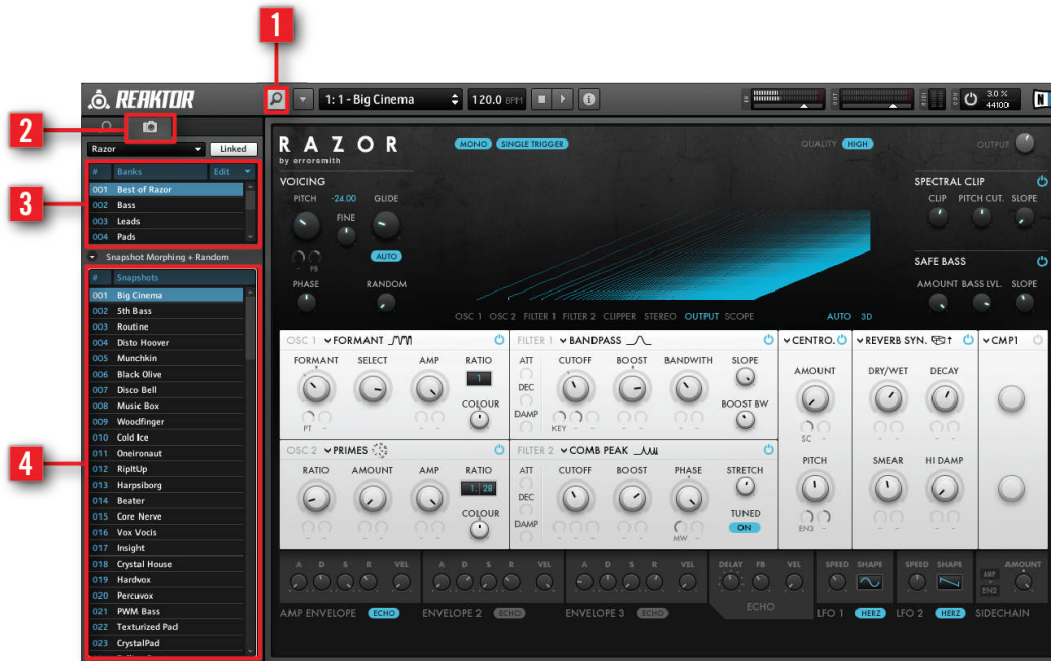 1
REAKTOR
1: 1 - Big Cinema
120.0 BPM
i
IN
OUT
MIDI
CPU
3.0 %
44100
N
2
Razor
Linked
# Banks Edit
3
001 Best of Razor
002 Bass
003 Leads
004 Pads
Snapshot Morphing + Random
# Snapshots
001 Big Cinema
002 5th Bass
003 Routine
004 Disto Hoover
005 Munchkin
006 Black Olive
007 Disco Bell
008 Music Box
009 Woodfinger
010 Cold Ice
011 Oneironaut
4
012 RipItUp
013 Harpsiborg
014 Beater
015 Core Nerve
016 Vox Vocis
017 Insight
018 Crystal House
019 Hardvox
020 Percuvox
021 PWM Bass
022 Texturized Pad
023 CrystalPad
RAZOR
by errorsmith
MONO SINGLE TRIGGER
QUALITY HIGH
OUTPUT
VOICING
PITCH -24.00 GLIDE
FINE
AUTO
- PB
PHASE RANDOM
SPECTRAL CLIP
CLIP PITCH CUT. SLOPE
SAFE BASS
AMOUNT BASS LVL. SLOPE
OSC 1 OSC 2 FILTER 1 FILTER 2 CLIPPER STEREO OUTPUT SCOPE AUTO 3D
OSC 1 FORMANT
FORMANT SELECT AMP RATIO
1
COLOUR
PT - - - - -
FILTER 1 BANDPASS
ATT CUTOFF BOOST BANDWITH SLOPE
DEC
DAMP
BOOST BW
KEY - - - - - -
CENTRO.
AMOUNT
SC -
PITCH
EN3 -
REVERB SYN.
DRY/WET DECAY
- - - -
SMEAR HI DAMP
- - - -
CMP1
OSC 2 PRIMES
RATIO AMOUNT AMP RATIO
1. 28
COLOUR
- - - - - -
FILTER 2 COMB PEAK
ATT CUTOFF BOOST PHASE STRETCH
DEC
DAMP
TUNED
ON
- - - - - - MW -
A D S R VEL
AMP ENVELOPE ECHO
A D S R VEL
ENVELOPE 2 ECHO
A D S R VEL
ENVELOPE 3 ECHO
DELAY FB VEL
ECHO
SPEED SHAPE
LFO 1 HERZ
SPEED SHAPE
LFO 2 HERZ
AMP
EN2
AMOUNT
SIDECHAIN